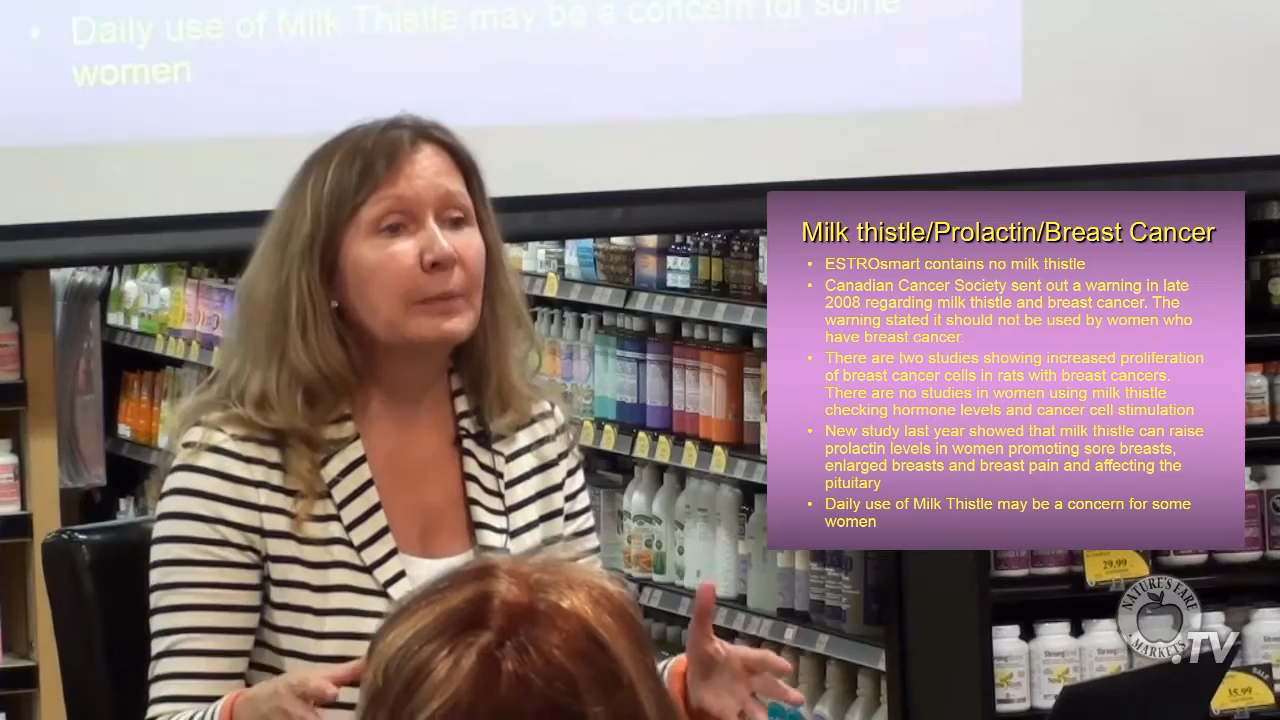 • Daily use of Milk Thistle may be a concern for some
women
Milk thistle/Prolactin/Breast Cancer
• ESTROsmart contains no milk thistle
• Canadian Cancer Society sent out a warning in late
2008 regarding milk thistle and breast cancer. The
warning stated it should not be used by women who
have breast cancer.
• There are two studies showing increased proliferation
of breast cancer cells in rats with breast cancers.
There are no studies in women using milk thistle
checking hormone levels and cancer cell stimulation
• New study last year showed that milk thistle can raise
prolactin levels in women promoting sore breasts,
enlarged breasts and breast pain and affecting the
pituitary
• Daily use of Milk Thistle may be a concern for some
women
29.99
NATURE'S FARE
MARKETS
.TV
35.99